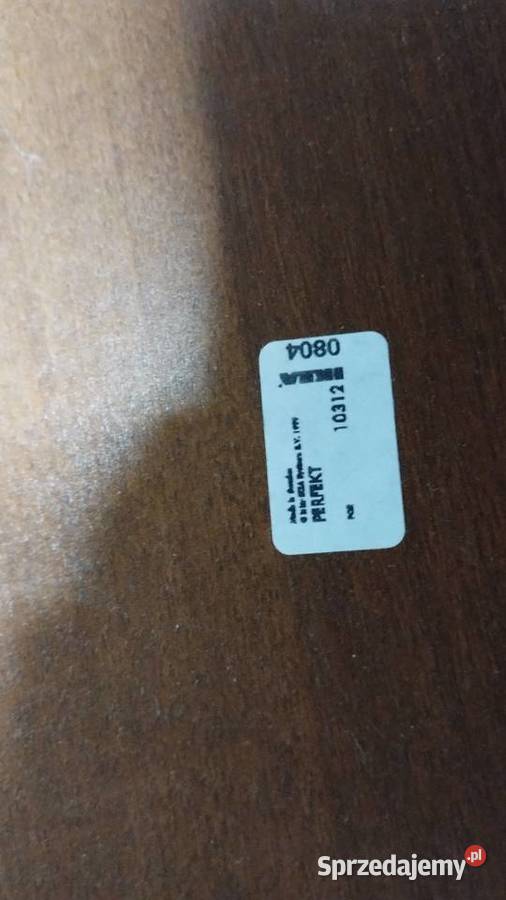 0804
IKEA
10312
Made in Sweden
© Inter IKEA Systems B.V. 1999
PERFEKT
Sprzedajemy.pl